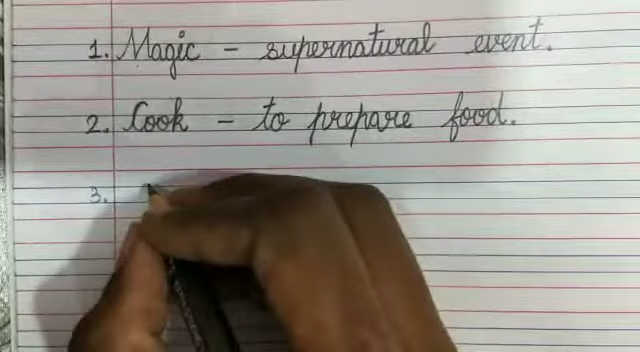 1. Magic - supernatural event.
2. Cook - to prepare food.
3.